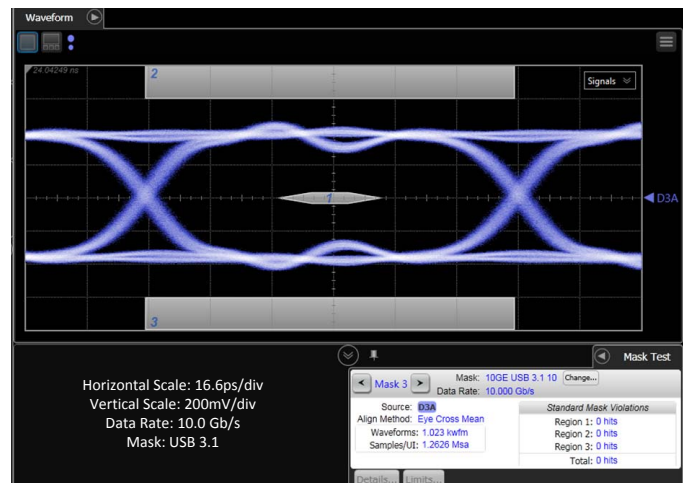 Waveform
24.04249 ns
2
Signals
1
D3A
3
Mask Test
Horizontal Scale: 16.6ps/div
Vertical Scale: 200mV/div
Data Rate: 10.0 Gb/s
Mask: USB 3.1
Mask 3
Mask: 10GE USB 3.1 10 Change...
Data Rate: 10.000 Gb/s
Source: D3A
Align Method: Eye Cross Mean
Waveforms: 1.023 kwfm
Samples/UI: 1.2626 Msa
Standard Mask Violations
Region 1: 0 hits
Region 2: 0 hits
Region 3: 0 hits
Total: 0 hits
Details... Limits...